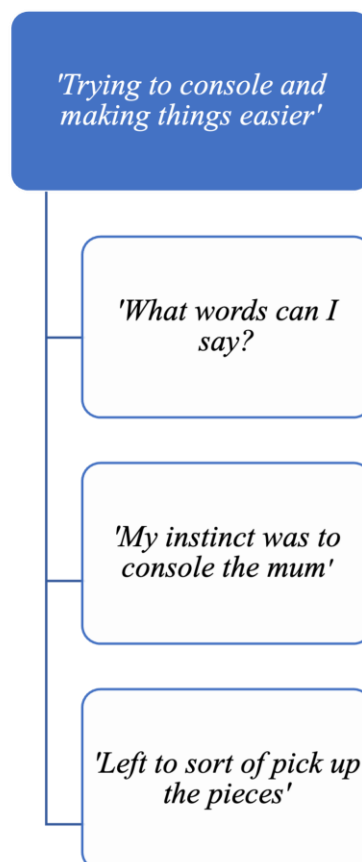 'Trying to console and
making things easier'
'What words can I
say?
'My instinct was to
console the mum'
'Left to sort of pick up
the pieces'